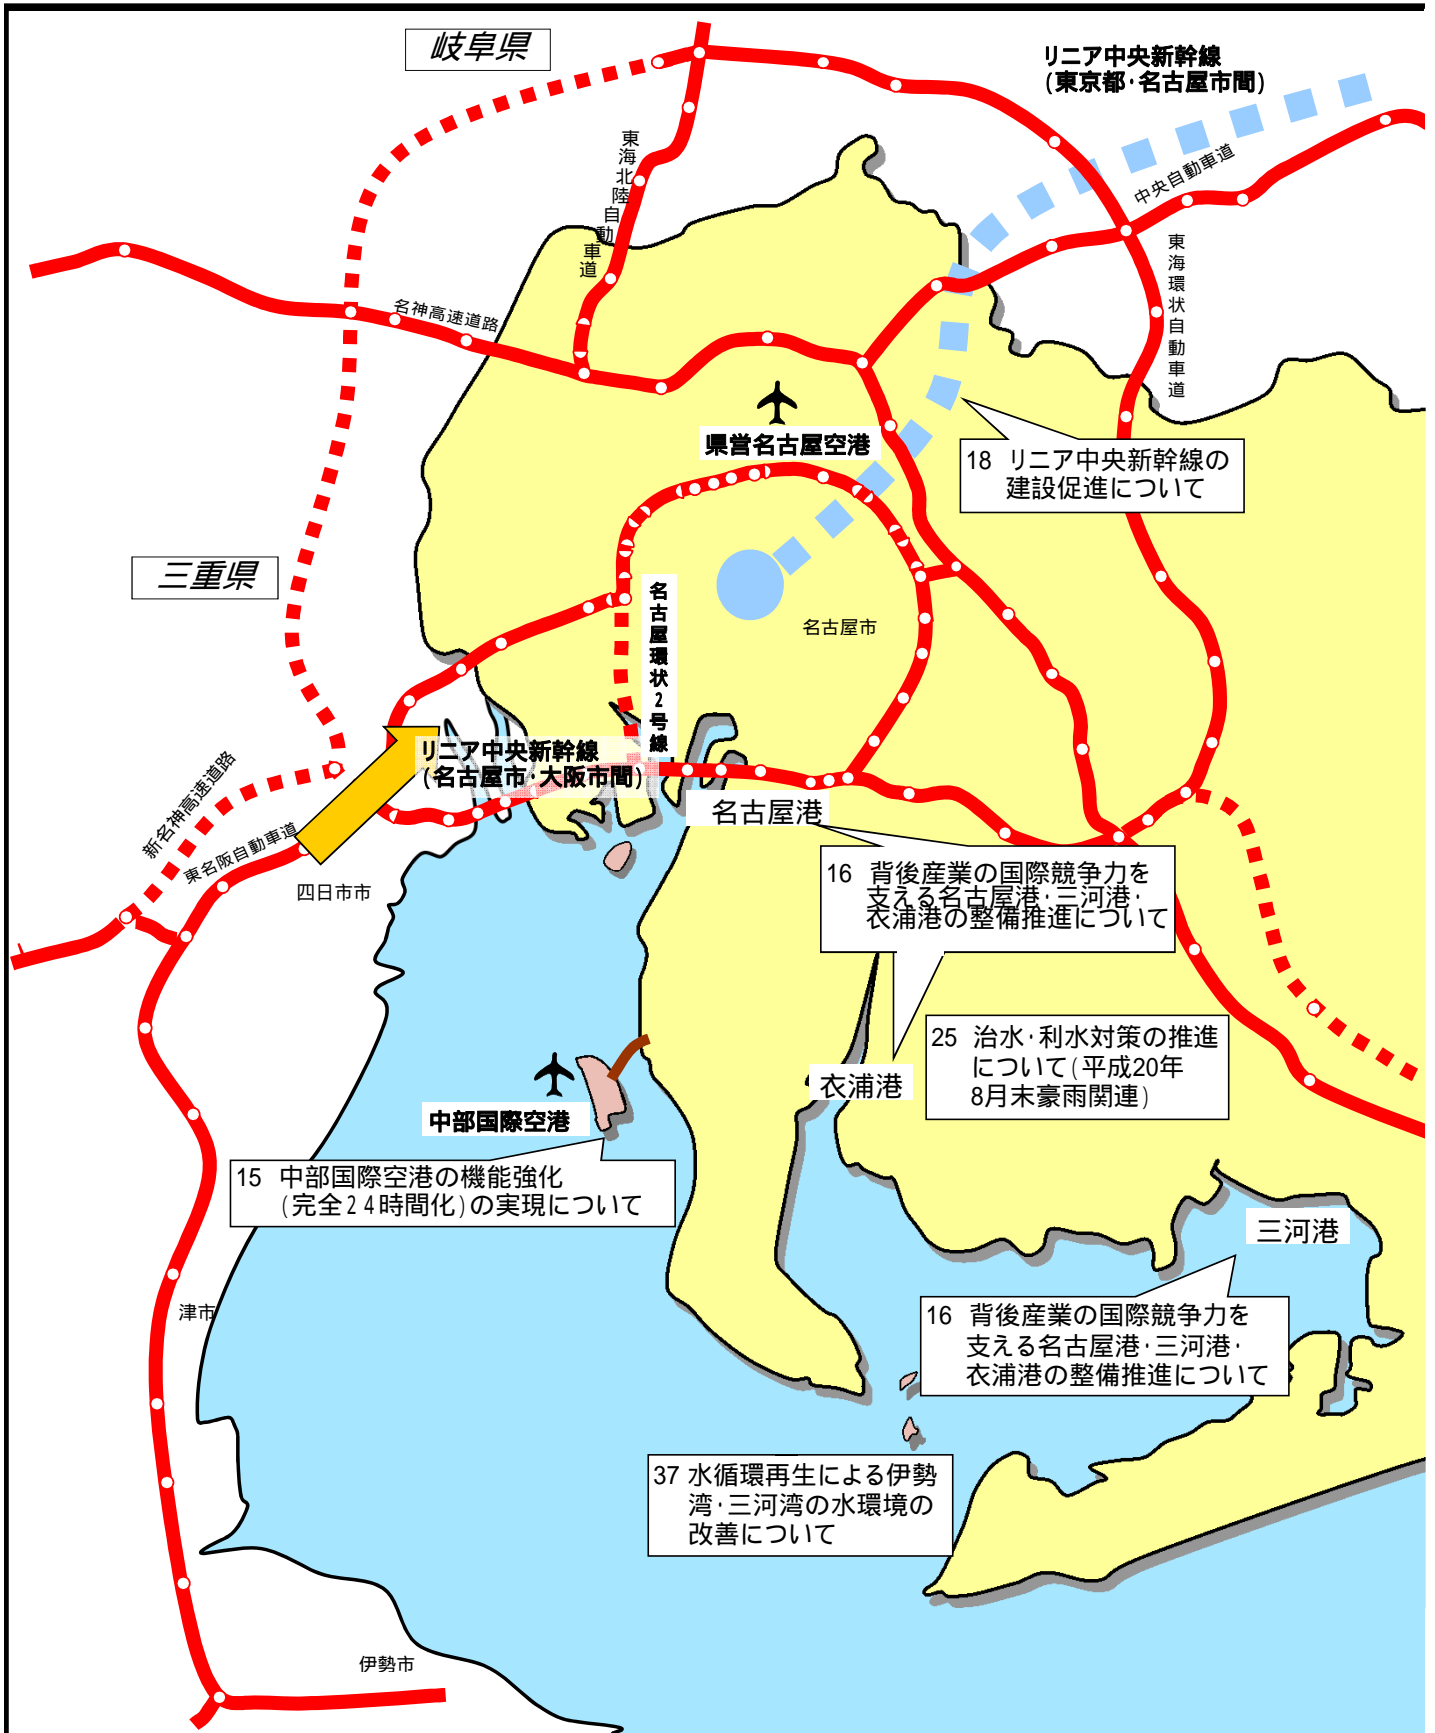 岐阜県
リニア中央新幹線
(東京都・名古屋市間)
東海北陸自動車道
中央自動車道
東海環状自動車道
名神高速道路
県営名古屋空港
18 リニア中央新幹線の
建設促進について
三重県
名古屋環状2号線
名古屋市
リニア中央新幹線
(名古屋市・大阪市間)
新名神高速道路
東名阪自動車道
四日市市
名古屋港
16 背後産業の国際競争力を
支える名古屋港・三河港・
衣浦港の整備推進について
25 治水・利水対策の推進
について(平成20年
8月末豪雨関連)
衣浦港
中部国際空港
15 中部国際空港の機能強化
(完全24時間化)の実現について
三河港
津市
16 背後産業の国際競争力を
支える名古屋港・三河港・
衣浦港の整備推進について
37 水循環再生による伊勢
湾・三河湾の水環境の
改善について
伊勢市